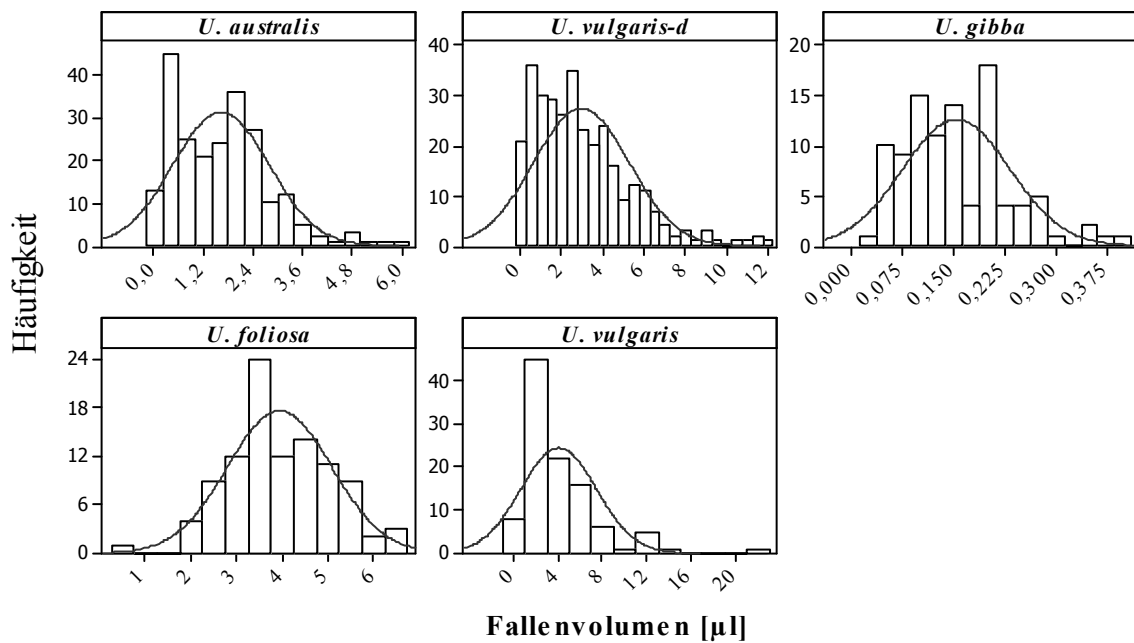 U. australis
U. vulgaris-d
U. gibba
40
30
20
10
0
0,0 1,2 2,4 3,6 4,8 6,0
40
30
20
10
0
0 2 4 6 8 10 12
20
15
10
5
0
0,000 0,075 0,150 0,225 0,300 0,375
Häufigkeit
U. foliosa
U. vulgaris
24
18
12
6
0
1 2 3 4 5 6
40
30
20
10
0
0 4 8 12 16 20
Fallenvolumen [µl]